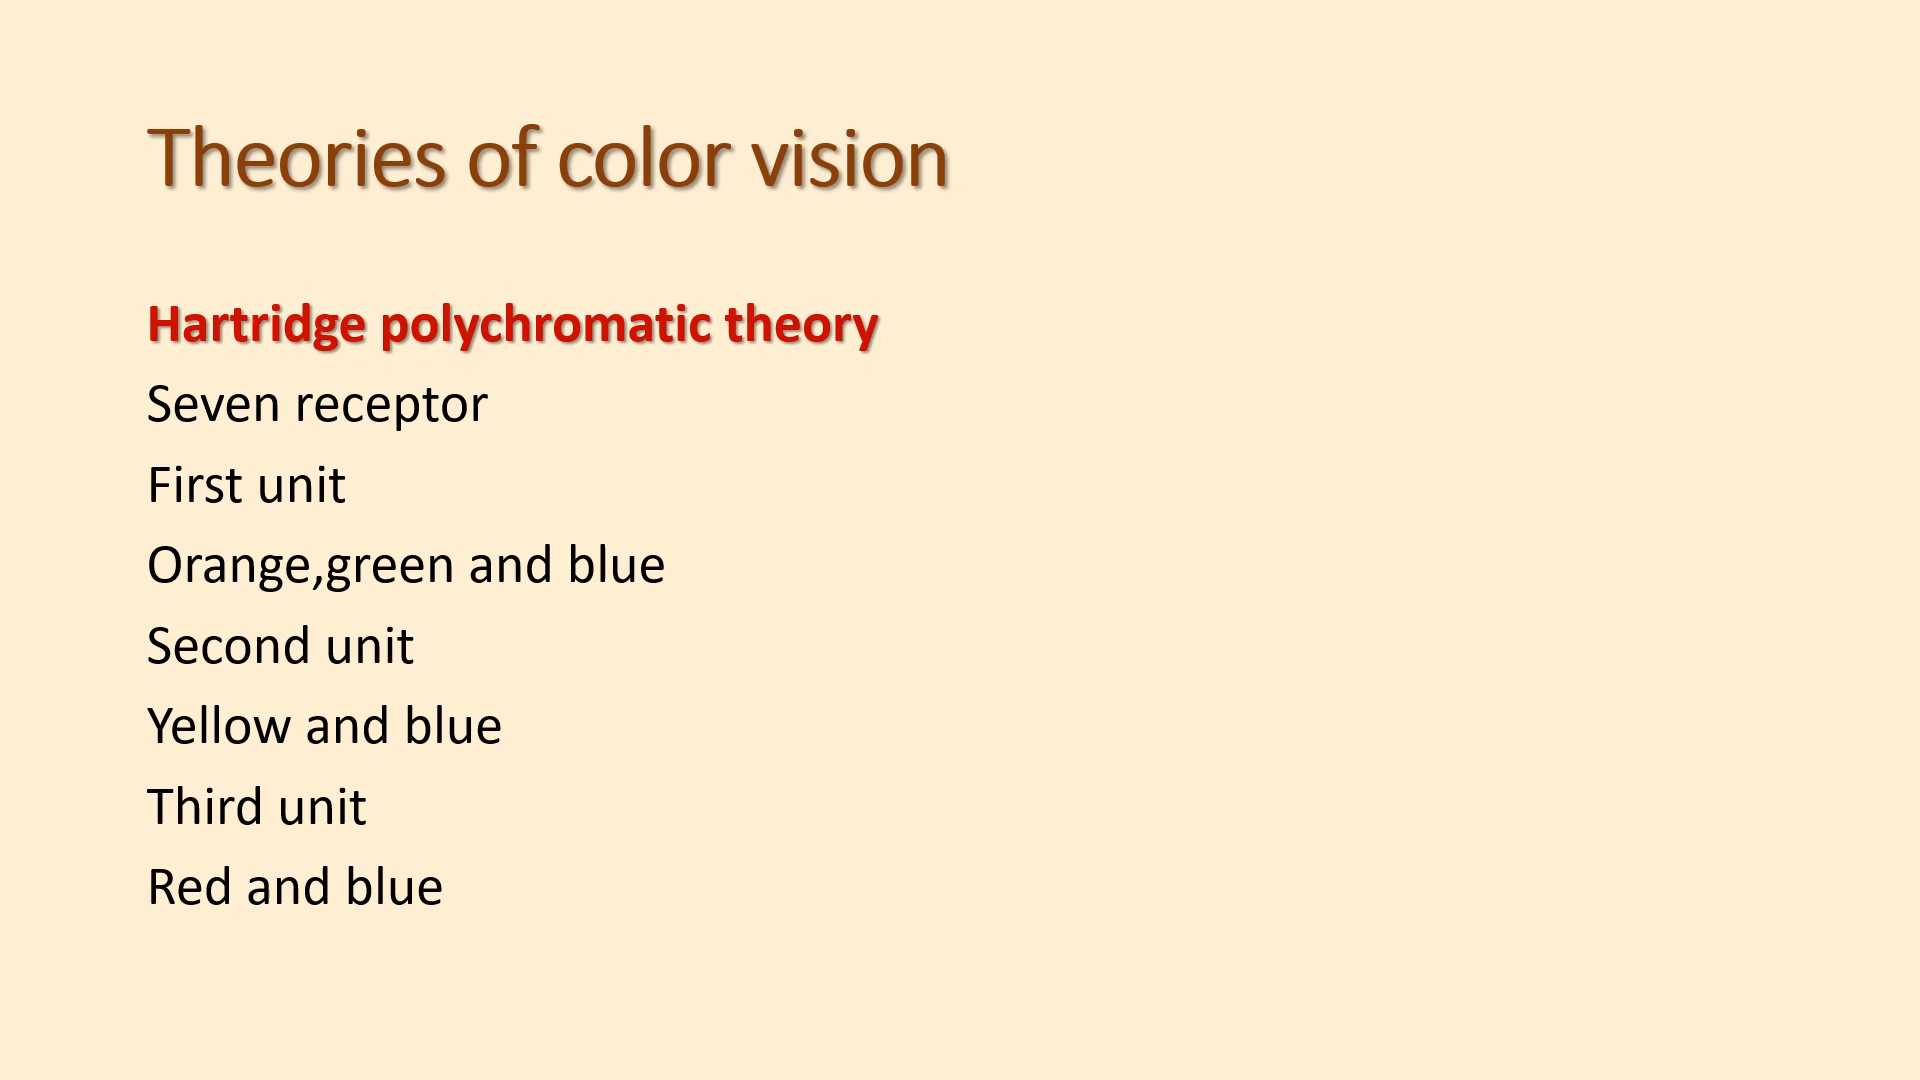 Theories of color vision
Hartridge polychromatic theory
Seven receptor
First unit
Orange,green and blue
Second unit
Yellow and blue
Third unit
Red and blue